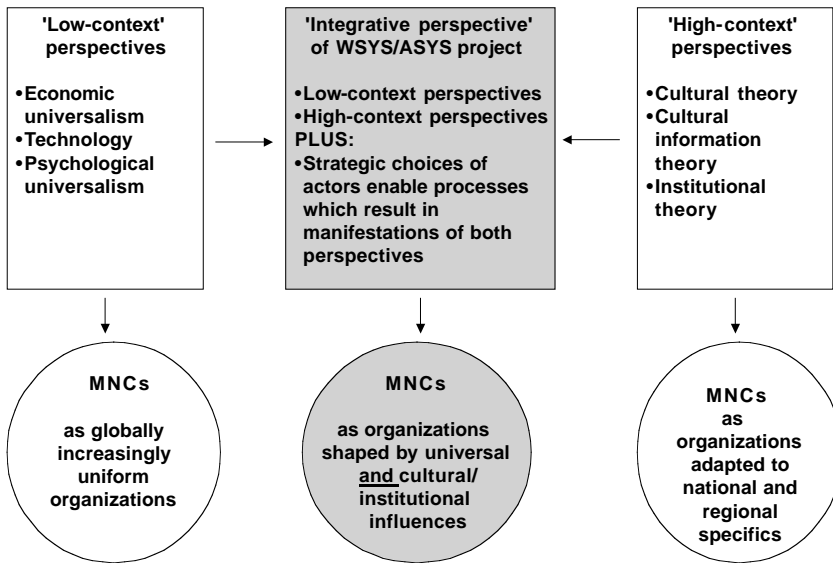 'Low-context'
perspectives
•Economic
universalism
•Technology
•Psychological
universalism
'Integrative perspective'
of WSYS/ASYS project
•Low-context perspectives
•High-context perspectives
PLUS:
•Strategic choices of
actors enable processes
which result in
manifestations of both
perspectives
'High-context'
perspectives
•Cultural theory
•Cultural
information
theory
•Institutional
theory
MNCs
as globally
increasingly
uniform
organizations
MNCs
as organizations
shaped by universal
and cultural/
institutional
influences
MNCs
as
organizations
adapted to
national and
regional
specifics